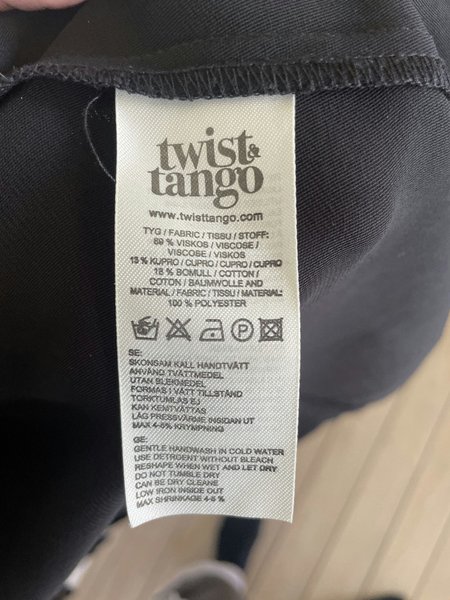 twist &
tango
www.twisttango.com
TYG / FABRIC / TISSU / STOFF:
69 % VISKOS / VISCOSE /
VISCOSE / VISKOS
13 % KUPRO / CUPRO / CUPRO / CUPRO
18 % BOMULL / COTTON /
COTON / BAUMWOLLE AND
MATERIAL / FABRIC / TISSU / MATERIAL:
100 % POLYESTER
P
SE:
SKONSAM KALL HANDTVÄTT
ANVÄND TVÄTTMEDEL
UTAN BLEKMEDEL
FORMAS I VÅTT TILLSTÅND
TORKTUMLAS EJ
KAN KEMTVÄTTAS
LÅG PRESSVÄRME INSIDAN UT
MAX 4-5% KRYMPNING
GE:
GENTLE HANDWASH IN COLD WATER
USE DETERGENT WITHOUT BLEACH
RESHAPE WHEN WET AND LET DRY
DO NOT TUMBLE DRY
CAN BE DRY CLEANE
LOW IRON INSIDE OUT
MAX SHRINKAGE 4-5 %